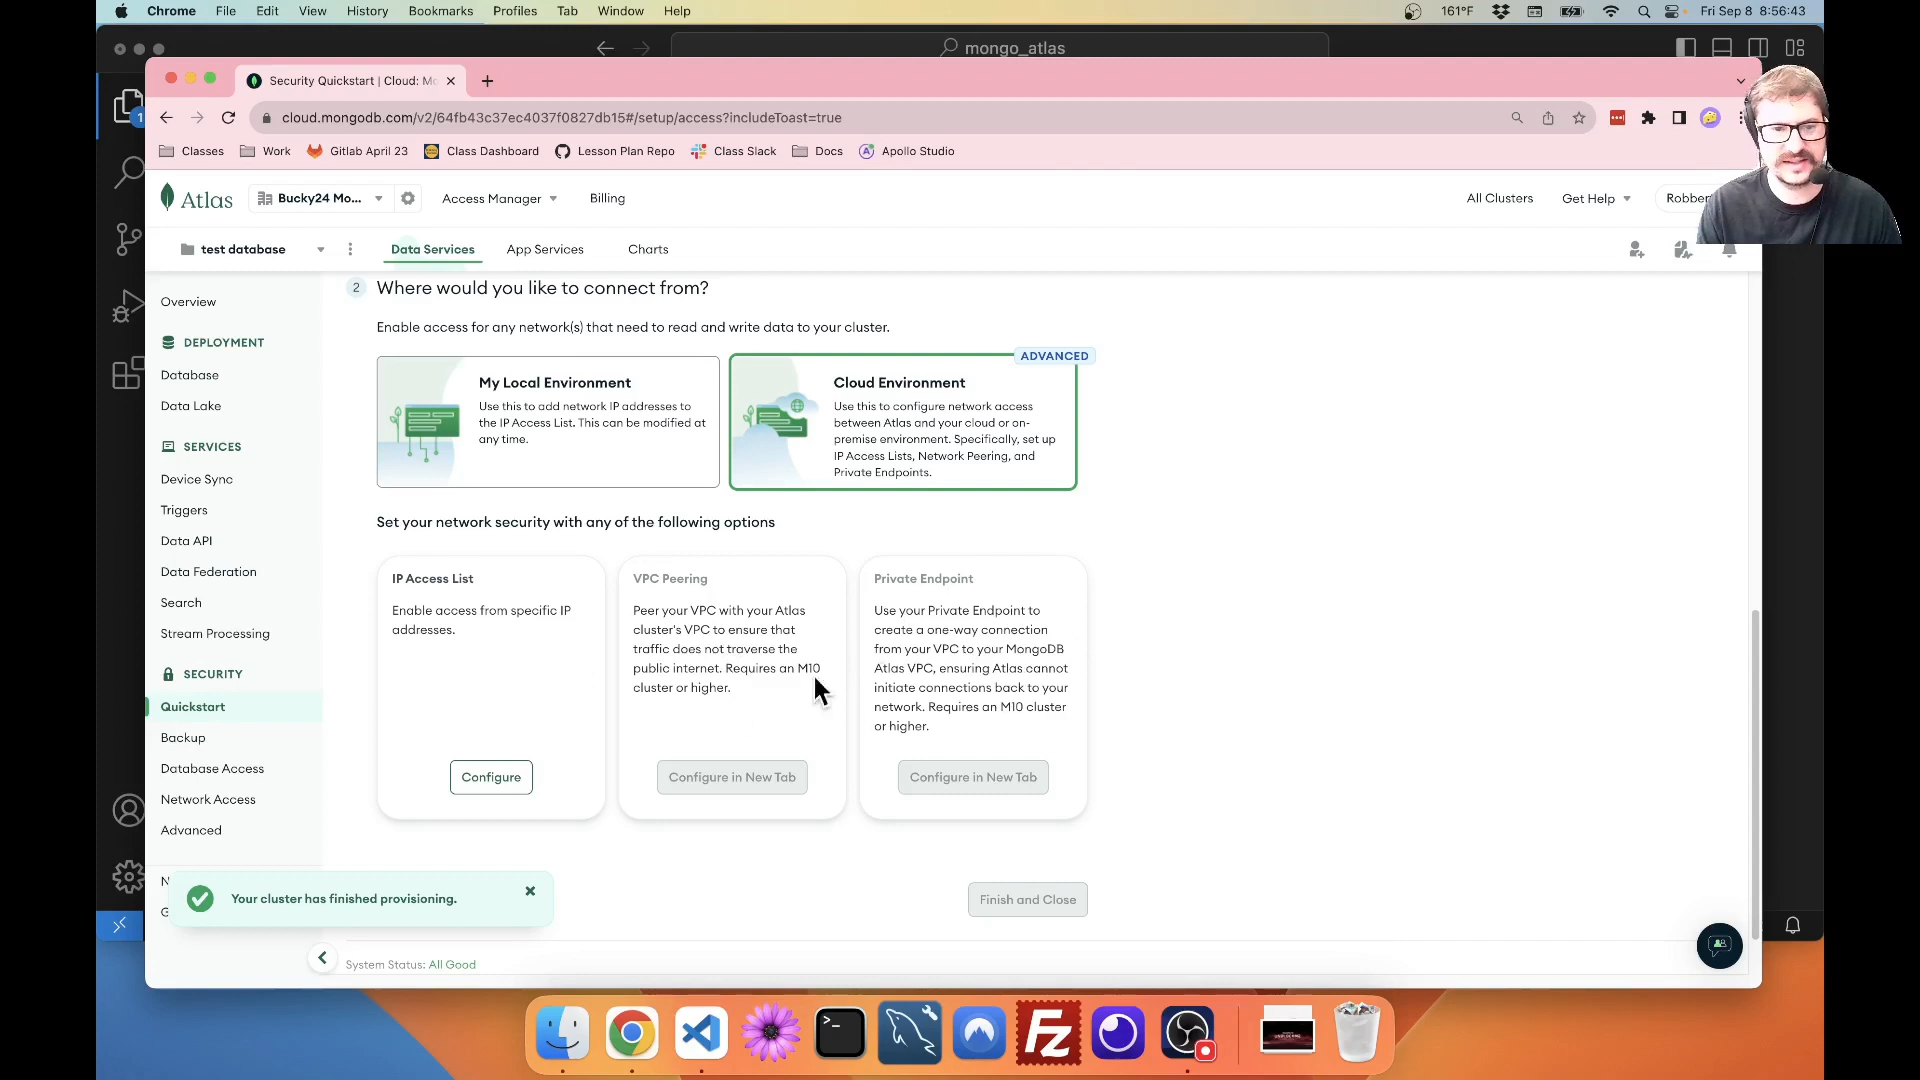 Chrome File Edit View History Bookmarks Profiles Tab Window Help 161°F Fri Sep 8 8:56:43
mongo_atlas
Security Quickstart | Cloud: Mo
cloud.mongodb.com/v2/64fb43c37ec4037f0827db15#/setup/access?includeToast=true
Classes Work Gitlab April 23 Class Dashboard Lesson Plan Repo Class Slack Docs Apollo Studio
Atlas Bucky24 Mo... Access Manager Billing All Clusters Get Help
test database Data Services App Services Charts
Overview
DEPLOYMENT
Database
Data Lake
SERVICES
Device Sync
Triggers
Data API
Data Federation
Search
Stream Processing
SECURITY
Quickstart
Backup
Database Access
Network Access
Advanced
2 Where would you like to connect from?
Enable access for any network(s) that need to read and write data to your cluster.
ADVANCED
My Local Environment
Use this to add network IP addresses to
the IP Access List. This can be modified at
any time.
Cloud Environment
Use this to configure network access
between Atlas and your cloud or on-
premise environment. Specifically, set up
IP Access Lists, Network Peering, and
Private Endpoints.
Set your network security with any of the following options
IP Access List
Enable access from specific IP
addresses.
Configure
VPC Peering
Peer your VPC with your Atlas
cluster's VPC to ensure that
traffic does not traverse the
public internet. Requires an M10
cluster or higher.
Configure in New Tab
Private Endpoint
Use your Private Endpoint to
create a one-way connection
from your VPC to your MongoDB
Atlas VPC, ensuring Atlas cannot
initiate connections back to your
network. Requires an M10 cluster
or higher.
Configure in New Tab
Your cluster has finished provisioning.
Finish and Close
System Status: All Good